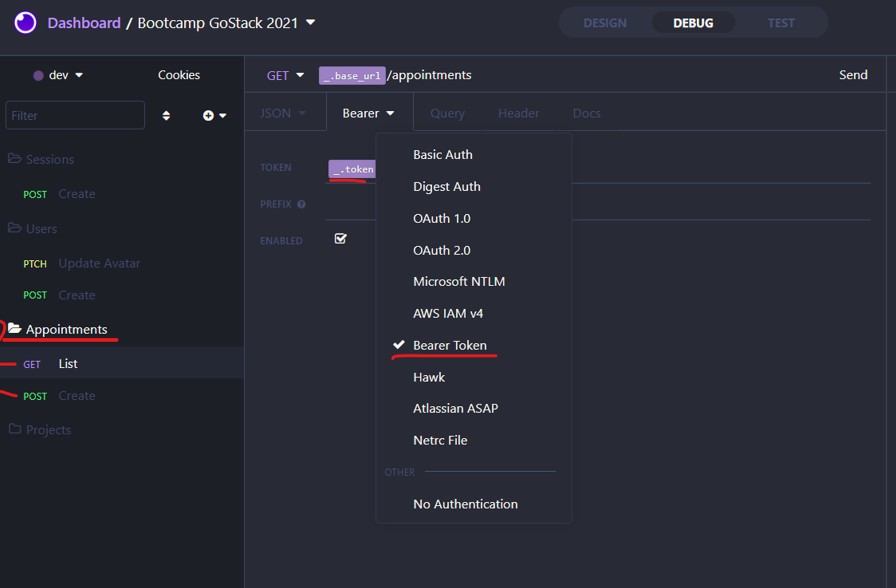 Dashboard / Bootcamp GoStack 2021
DESIGN DEBUG TEST
dev Cookies
Filter
Sessions
POST Create
Users
PTCH Update Avatar
POST Create
Appointments
GET List
POST Create
Projects
GET _.base_url/appointments Send
JSON Bearer Query Header Docs
TOKEN _.token
PREFIX
ENABLED
Basic Auth
Digest Auth
OAuth 1.0
OAuth 2.0
Microsoft NTLM
AWS IAM v4
Bearer Token
Hawk
Atlassian ASAP
Netrc File
OTHER
No Authentication